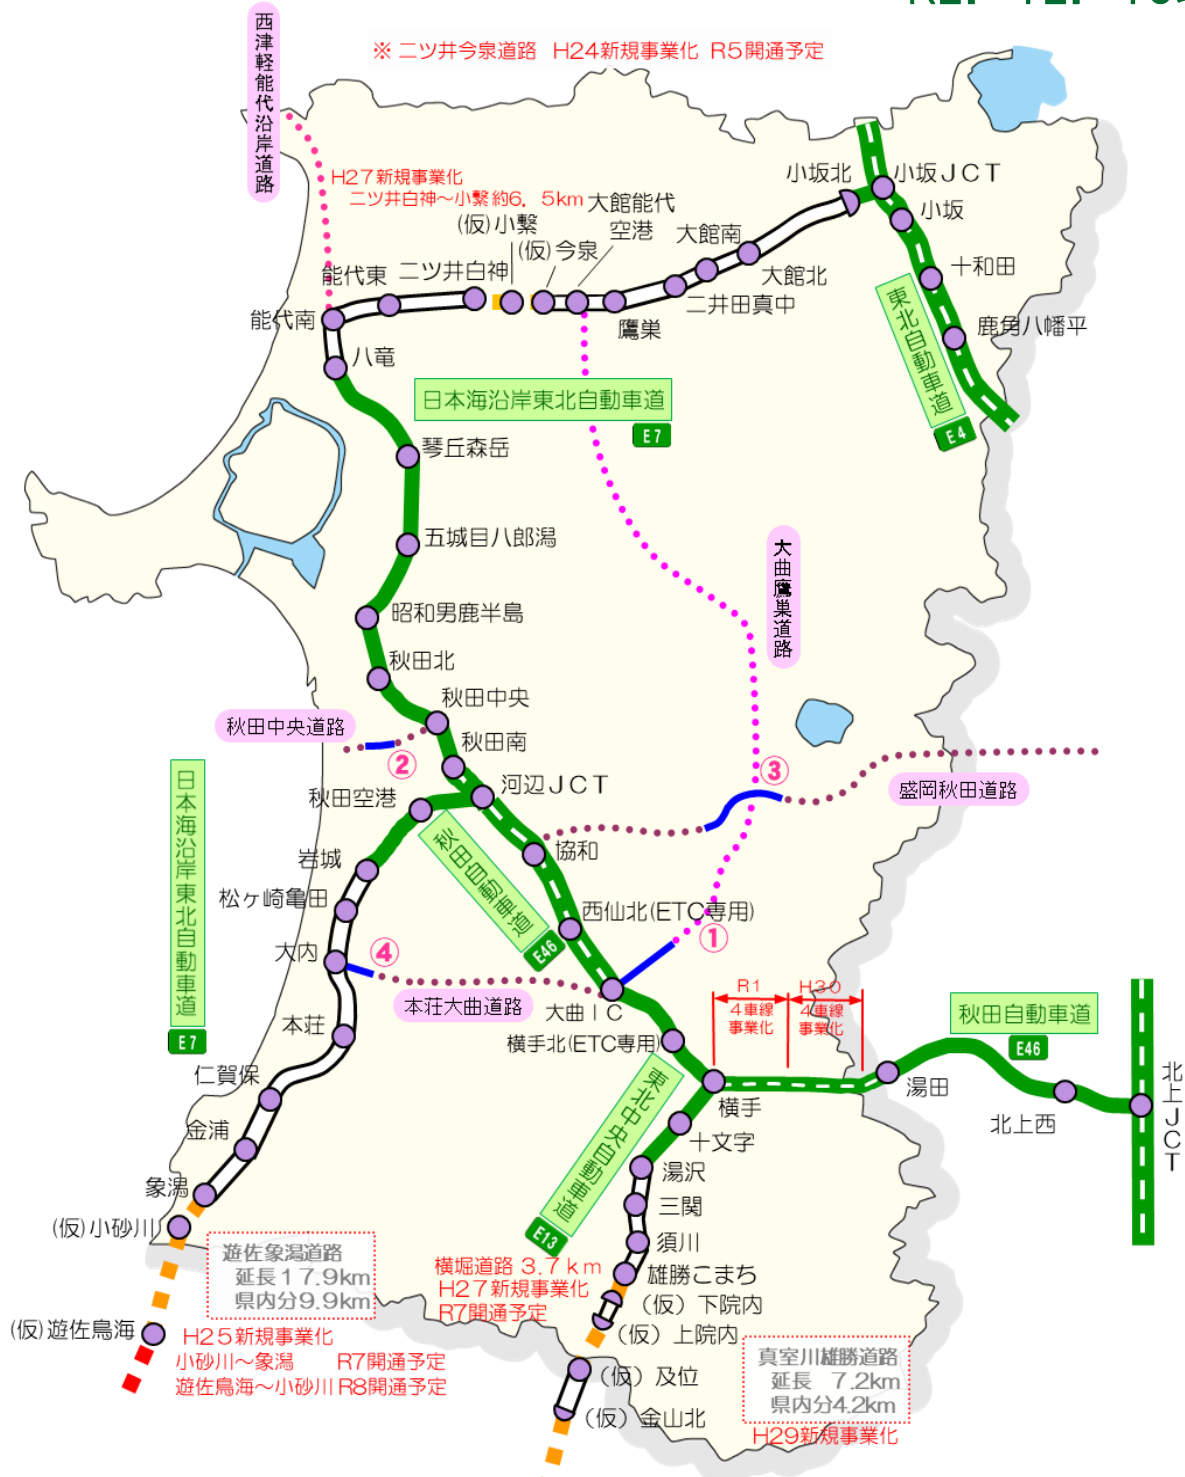 西津軽能代沿岸道路
※ 二ツ井今泉道路 H24新規事業化 R5開通予定
H27新規事業化
二ツ井白神～小繋 約6．5km
(仮)小繋
(仮)今泉
大館能代
空港
大館南
大館北
小坂北
小坂JCT
小坂
十和田
鹿角八幡平
東北自動車道
E4
能代東
二ツ井白神
能代南
八竜
鷹巣
二井田真中
日本海沿岸東北自動車道
E7
琴丘森岳
五城目八郎潟
大曲鷹巣道路
昭和男鹿半島
秋田北
秋田中央
秋田中央道路
②
秋田南
河辺JCT
③
盛岡秋田道路
日本海沿岸東北自動車道
E7
秋田空港
秋田自動車道
E46
協和
岩城
松ヶ崎亀田
西仙北(ETC専用)
①
大内
④
本荘大曲道路
大曲IC
R1
4車線
事業化
H30
4車線
事業化
秋田自動車道
E46
本荘
横手北(ETC専用)
仁賀保
東北中央自動車道
E13
横手
湯田
北上西
北上JCT
金浦
十文字
象潟
湯沢
三関
(仮)小砂川
須川
遊佐象潟道路
延長17.9km
県内分9.9km
横堀道路 3.7km
H27新規事業化
R7開通予定
雄勝こまち
(仮)下院内
(仮)上院内
(仮)遊佐鳥海
H25新規事業化
小砂川～象潟 R7開通予定
遊佐鳥海～小砂川 R8開通予定
真室川雄勝道路
延長 7.2km
県内分4.2km
H29新規事業化
(仮)及位
(仮)金山北